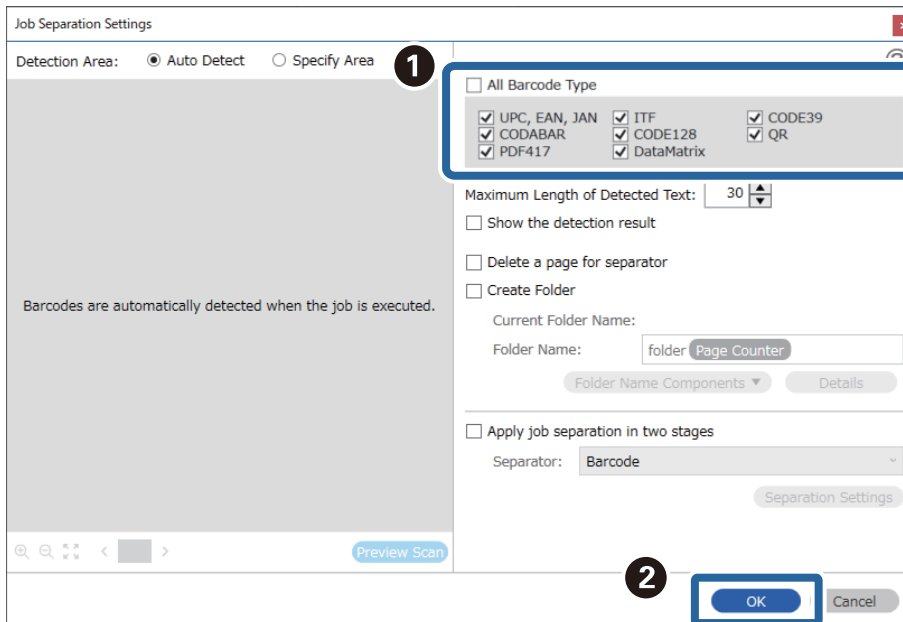 Job Separation Settings
Detection Area: Auto Detect Specify Area
1
All Barcode Type
UPC, EAN, JAN ITF CODE39
CODABAR CODE128 QR
PDF417 DataMatrix
Maximum Length of Detected Text: 30
Show the detection result
Delete a page for separator
Create Folder
Barcodes are automatically detected when the job is executed.
Current Folder Name:
Folder Name: folder Page Counter
Folder Name Components Details
Apply job separation in two stages
Separator: Barcode
Separation Settings
Preview Scan
2
OK Cancel